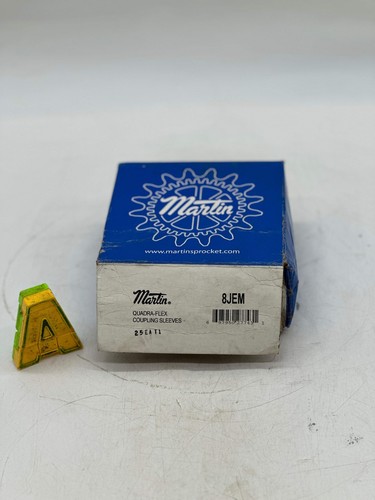 Martin
www.martinsprocket.com
Martin 8JEM
QUADRA-FLEX
COUPLING SLEEVES
A